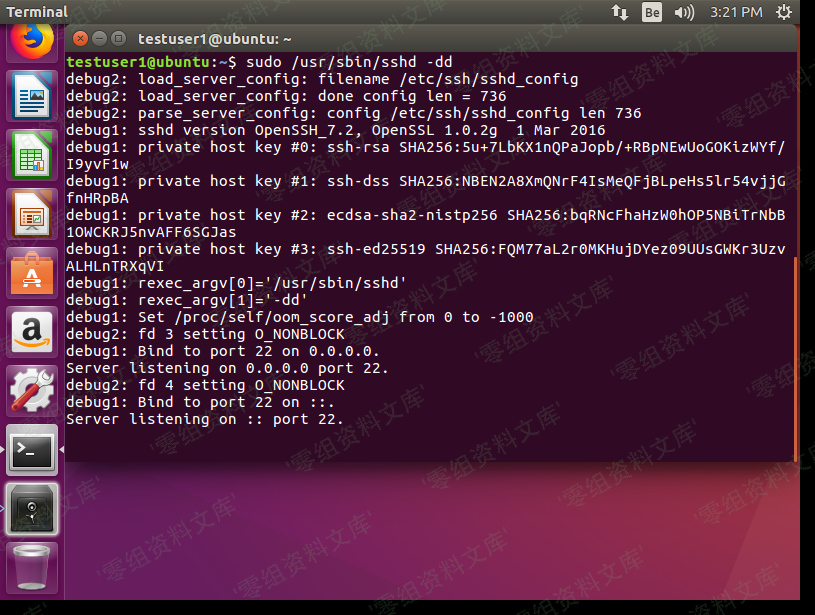 Terminal
Be
3:21 PM
testuser1@ubuntu: ~
testuser1@ubuntu:~$ sudo /usr/sbin/sshd -dd
debug2: load_server_config: filename /etc/ssh/sshd_config
debug2: load_server_config: done config len = 736
debug2: parse_server_config: config /etc/ssh/sshd_config len 736
debug1: sshd version OpenSSH_7.2, OpenSSL 1.0.2g  1 Mar 2016
debug1: private host key #0: ssh-rsa SHA256:5u+7LbKX1nQPaJopb/+RBpNEwUoGOKizWYf/
I9yvF1w
debug1: private host key #1: ssh-dss SHA256:NBEN2A8XmQNrF4IsMeQFjBLpeHs5lr54vjjG
fnHRpBA
debug1: private host key #2: ecdsa-sha2-nistp256 SHA256:bqRNcFhaHzW0hOP5NBiTrNbB
1OWCKRJ5nvAFF6SGJas
debug1: private host key #3: ssh-ed25519 SHA256:FQM77aL2r0MKHujDYez09UUsGWKr3Uzv
ALHLnTRXqVI
debug1: rexec_argv[0]='/usr/sbin/sshd'
debug1: rexec_argv[1]='-dd'
debug1: Set /proc/self/oom_score_adj from 0 to -1000
debug2: fd 3 setting O_NONBLOCK
debug1: Bind to port 22 on 0.0.0.0.
Server listening on 0.0.0.0 port 22.
debug2: fd 4 setting O_NONBLOCK
debug1: Bind to port 22 on ::.
Server listening on :: port 22.
'零组资料文库'